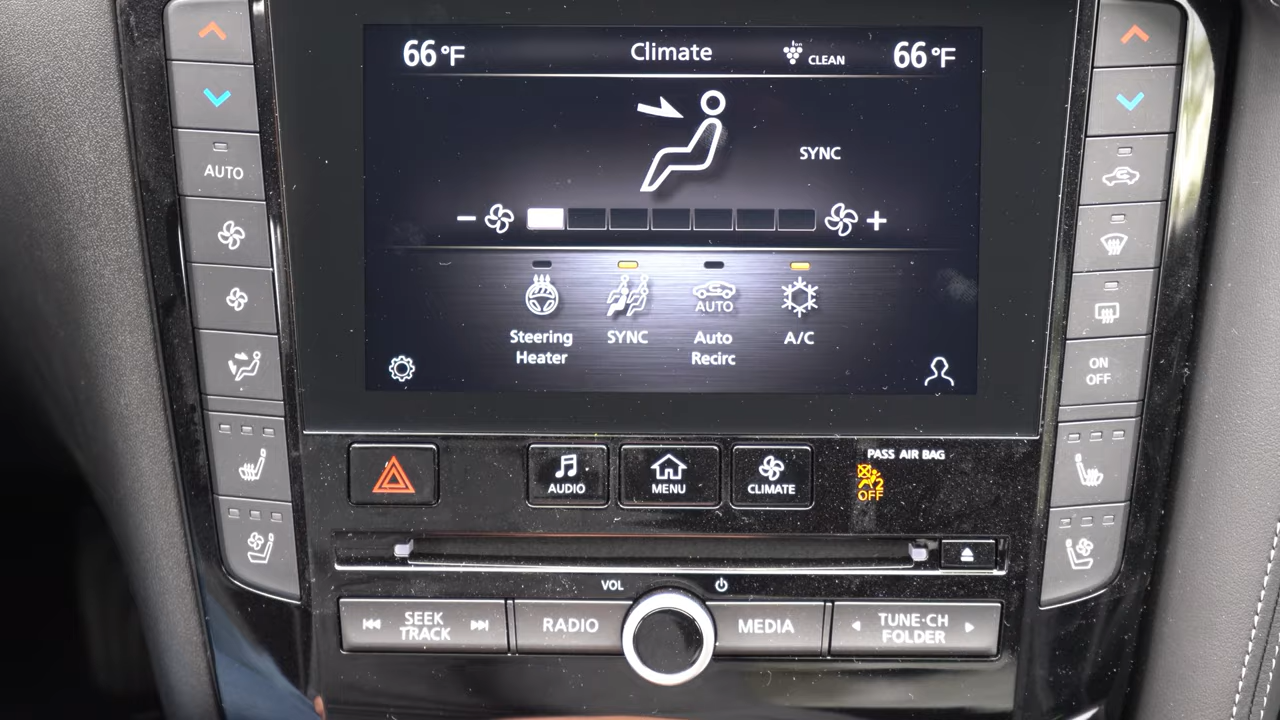 66°F
Climate
CLEAN
66°F
SYNC
AUTO
- +
Steering
Heater
SYNC
AUTO
Auto
Recirc
A/C
ON
OFF
AUDIO
MENU
CLIMATE
PASS AIR BAG
2
OFF
VOL
SEEK
TRACK
RADIO
MEDIA
TUNE·CH
FOLDER